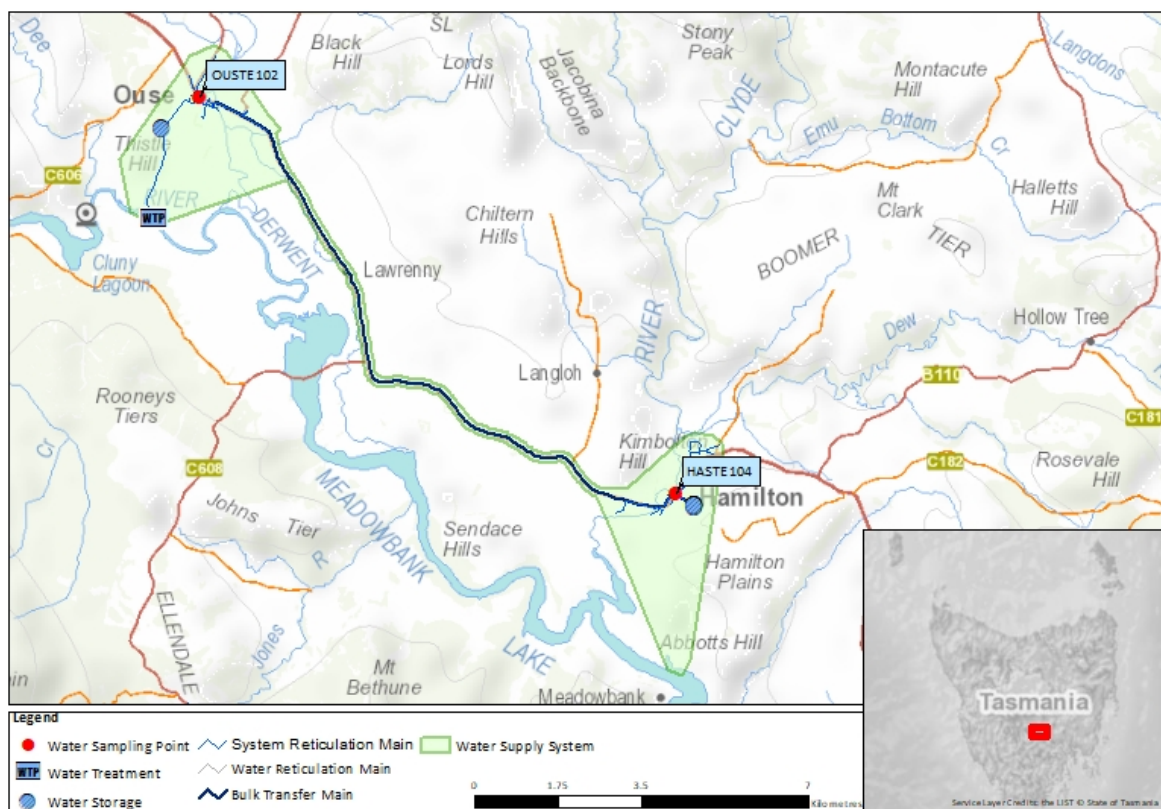 Dee
Black
Hill
SL
Lords
Hill
Jacobina
Backbone
Stony
Peak
Montacute
Hill
Langdons
OUSTE 102
Ouse
Thistle
Hill
C606
RIVER
WTP
DERWENT
Cluny
Lagoon
Lawrenny
Chiltern
Hills
CLYDE
RIVER
Emu Bottom
Cr
Mt
Clark
Halletts
Hill
BOOMER
TIER
Dew
Hollow Tree
Langloh
B110
C181
Rooneys
Tiers
Cr
C608
Johns Tier
R
MEADOWBANK
Sendace
Hills
HASTE 104
Hamilton
C182
Rosevale
Hill
Hamilton
Plains
ELLENDALE
Jones
Mt
Bethune
LAKE
Abbotts Hill
Meadowbank
Tasmania
Legend
Water Sampling Point
System Reticulation Main
Water Supply System
WTP Water Treatment
Water Reticulation Main
Water Storage
Bulk Transfer Main
0 1.75 3.5 7
Kilometres
Service Layer Credits: the LIST © State of Tasmania